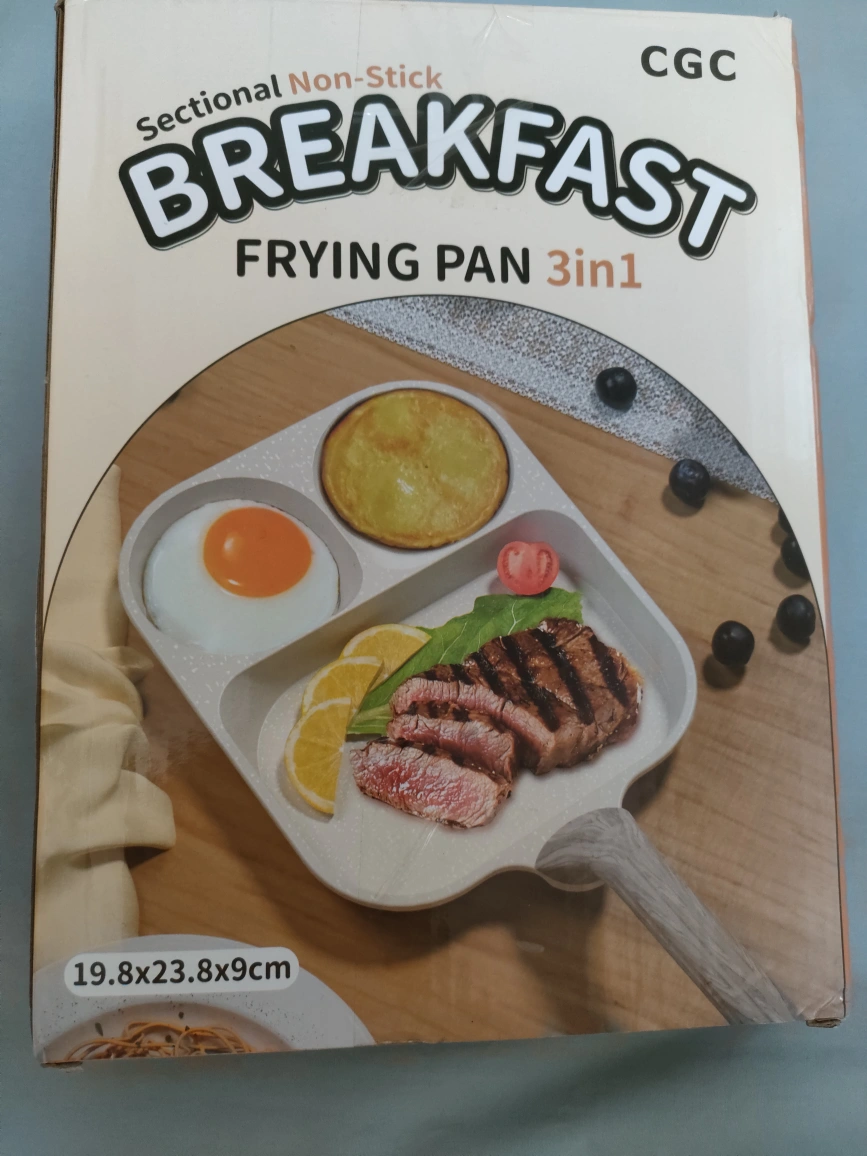 CGC
Sectional Non-Stick
BREAKFAST
FRYING PAN 3in1
19.8x23.8x9cm